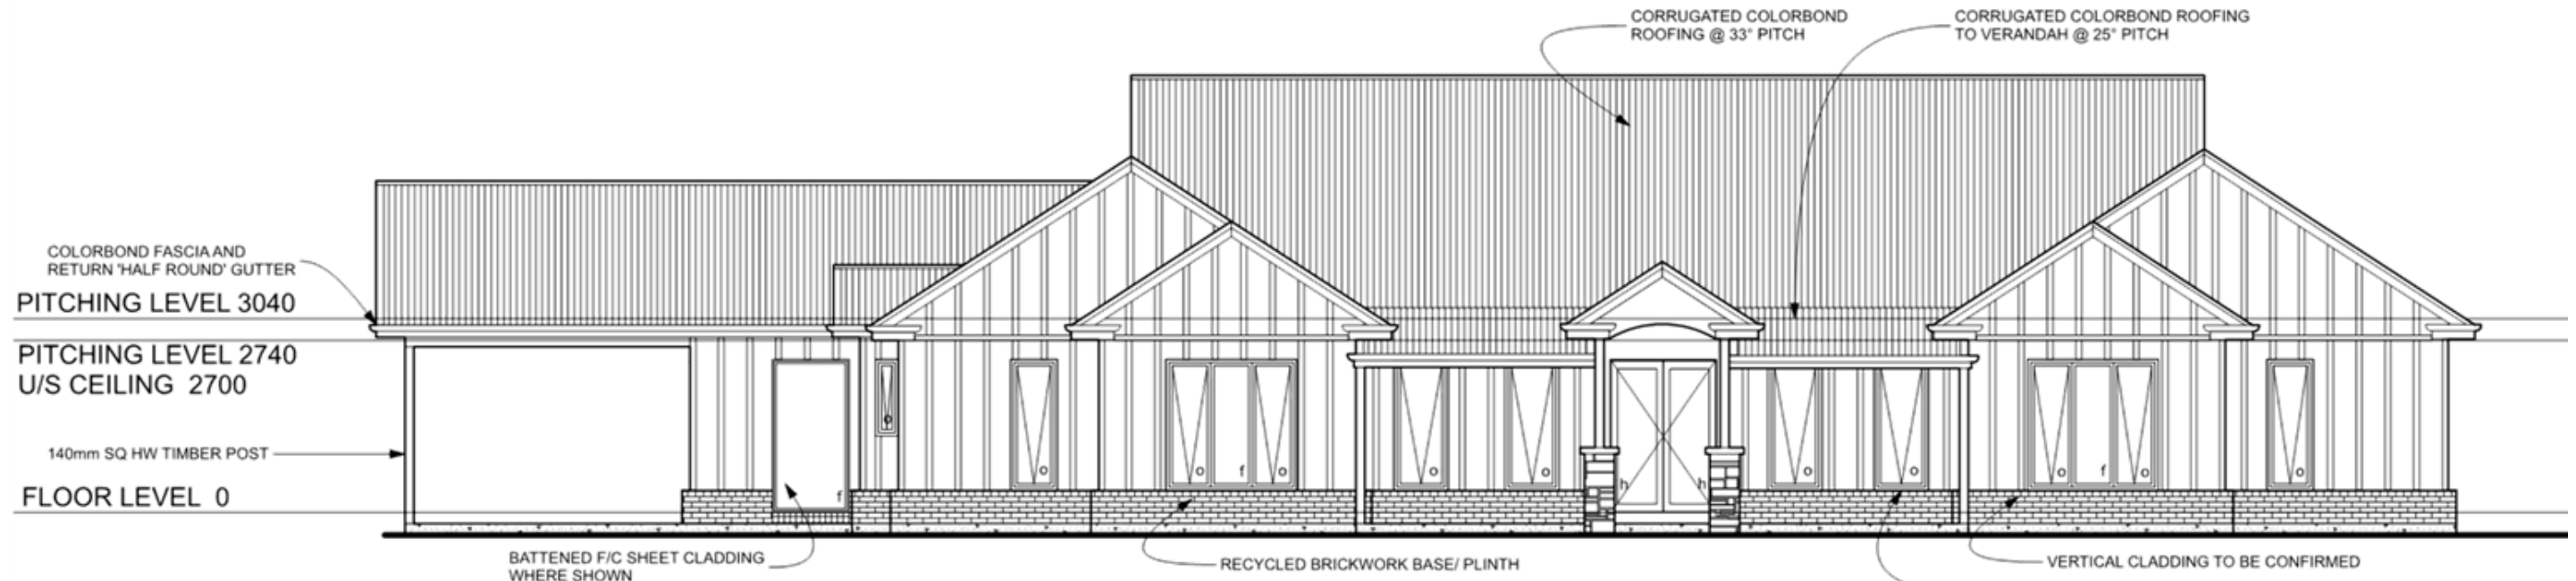 CORRUGATED COLORBOND
ROOFING @ 33° PITCH
CORRUGATED COLORBOND ROOFING
TO VERANDAH @ 25° PITCH
COLORBOND FASCIA AND
RETURN 'HALF ROUND' GUTTER
PITCHING LEVEL 3040
PITCHING LEVEL 2740
U/S CEILING 2700
140mm SQ HW TIMBER POST
FLOOR LEVEL 0
o
o
o f o
o
o
o
o
o f o
o
h
h
f
BATTENED F/C SHEET CLADDING
WHERE SHOWN
RECYCLED BRICKWORK BASE/ PLINTH
VERTICAL CLADDING TO BE CONFIRMED